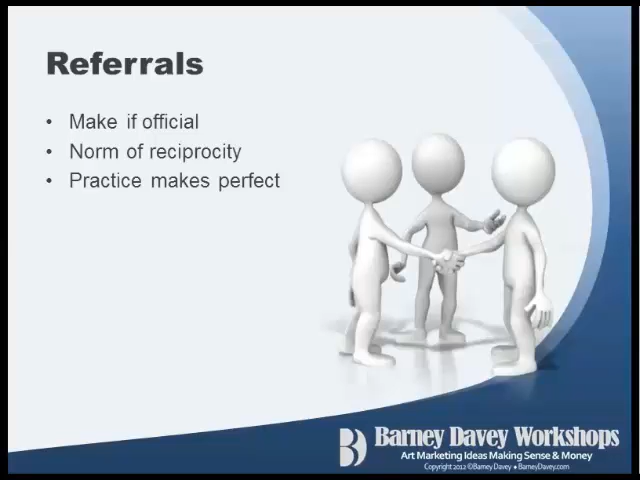 Referrals
• Make if official
• Norm of reciprocity
• Practice makes perfect
Barney Davey Workshops
Art Marketing Ideas Making Sense & Money
Copyright 2012 ©Barney Davey ♦ BarneyDavey.com